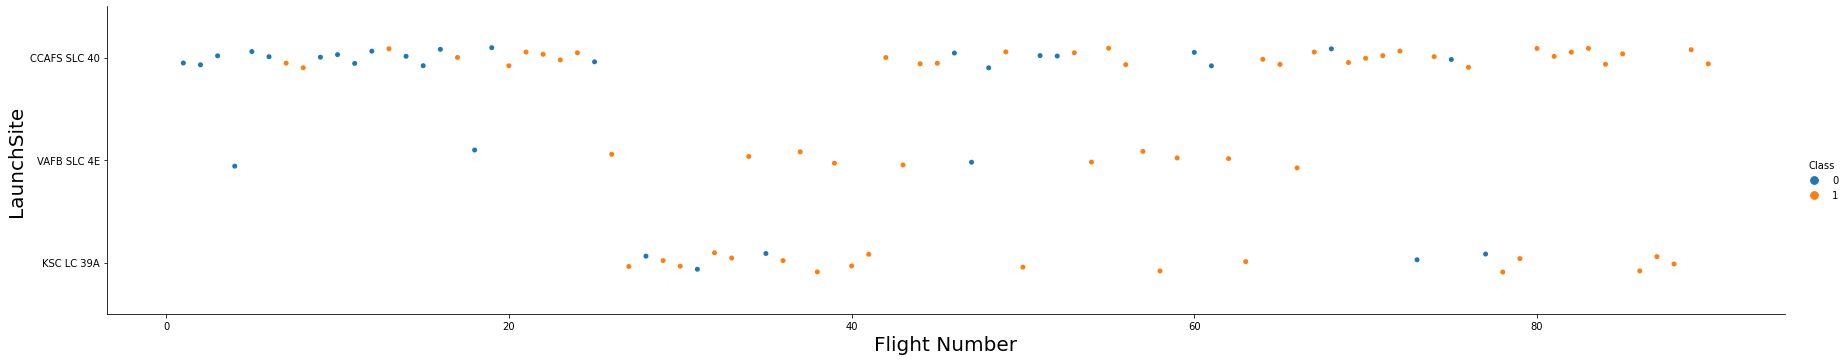 CCAFS SLC 40
VAFB SLC 4E
KSC LC 39A
LaunchSite
0 20 40 60 80
Flight Number
Class
0
1